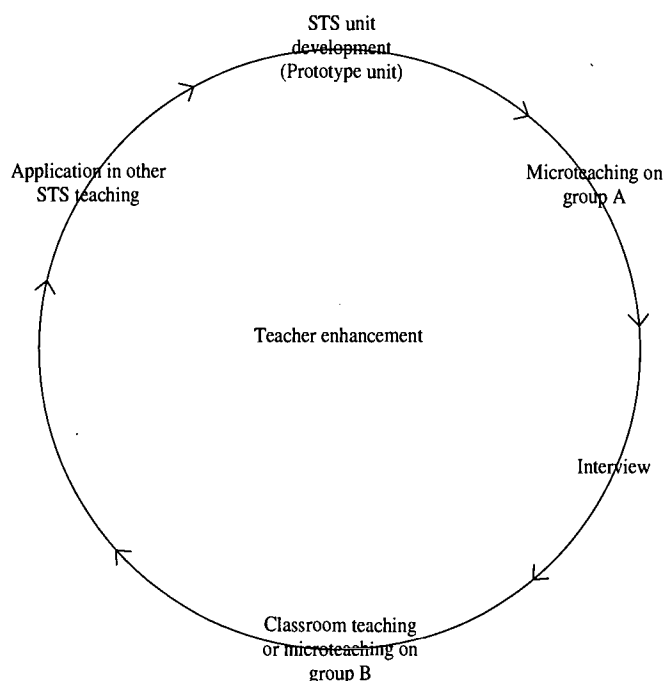 STS unit
development
(Prototype unit)
Application in other
STS teaching
Microteaching on
group A
Teacher enhancement
Interview
Classroom teaching
or microteaching on
group B